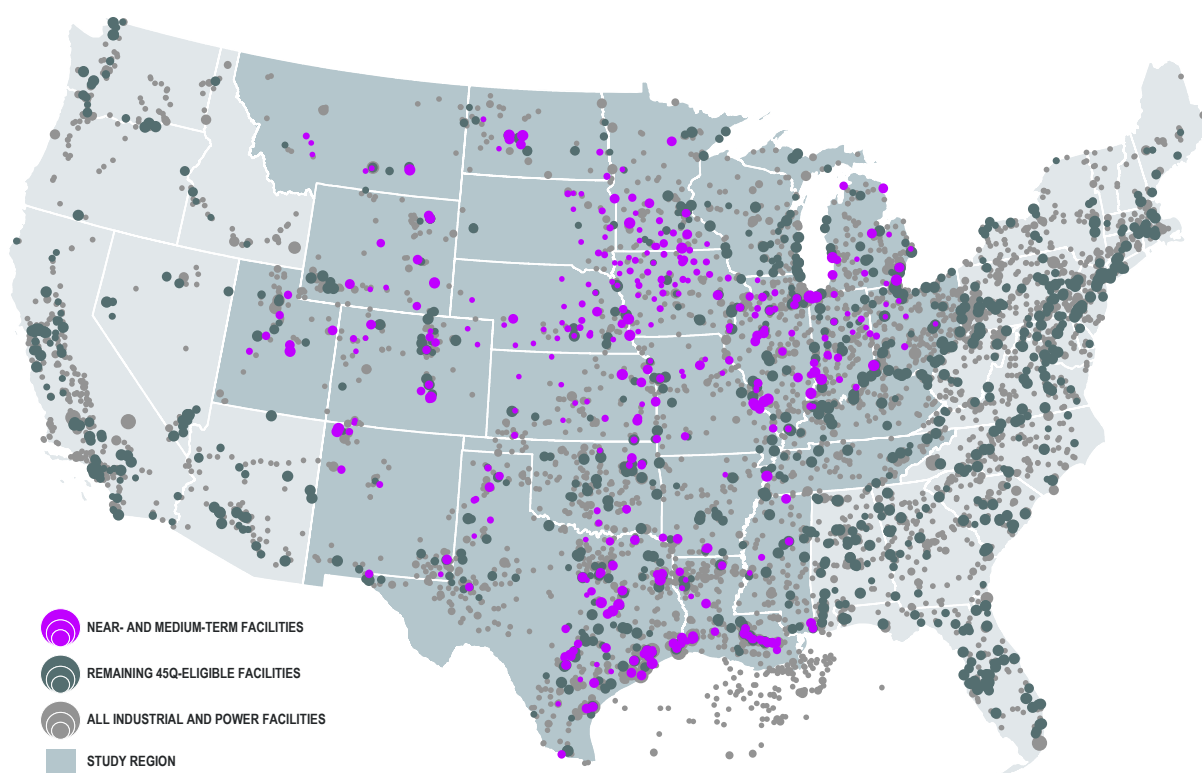 NEAR- AND MEDIUM-TERM FACILITIES
REMAINING 45Q-ELIGIBLE FACILITIES
ALL INDUSTRIAL AND POWER FACILITIES
STUDY REGION